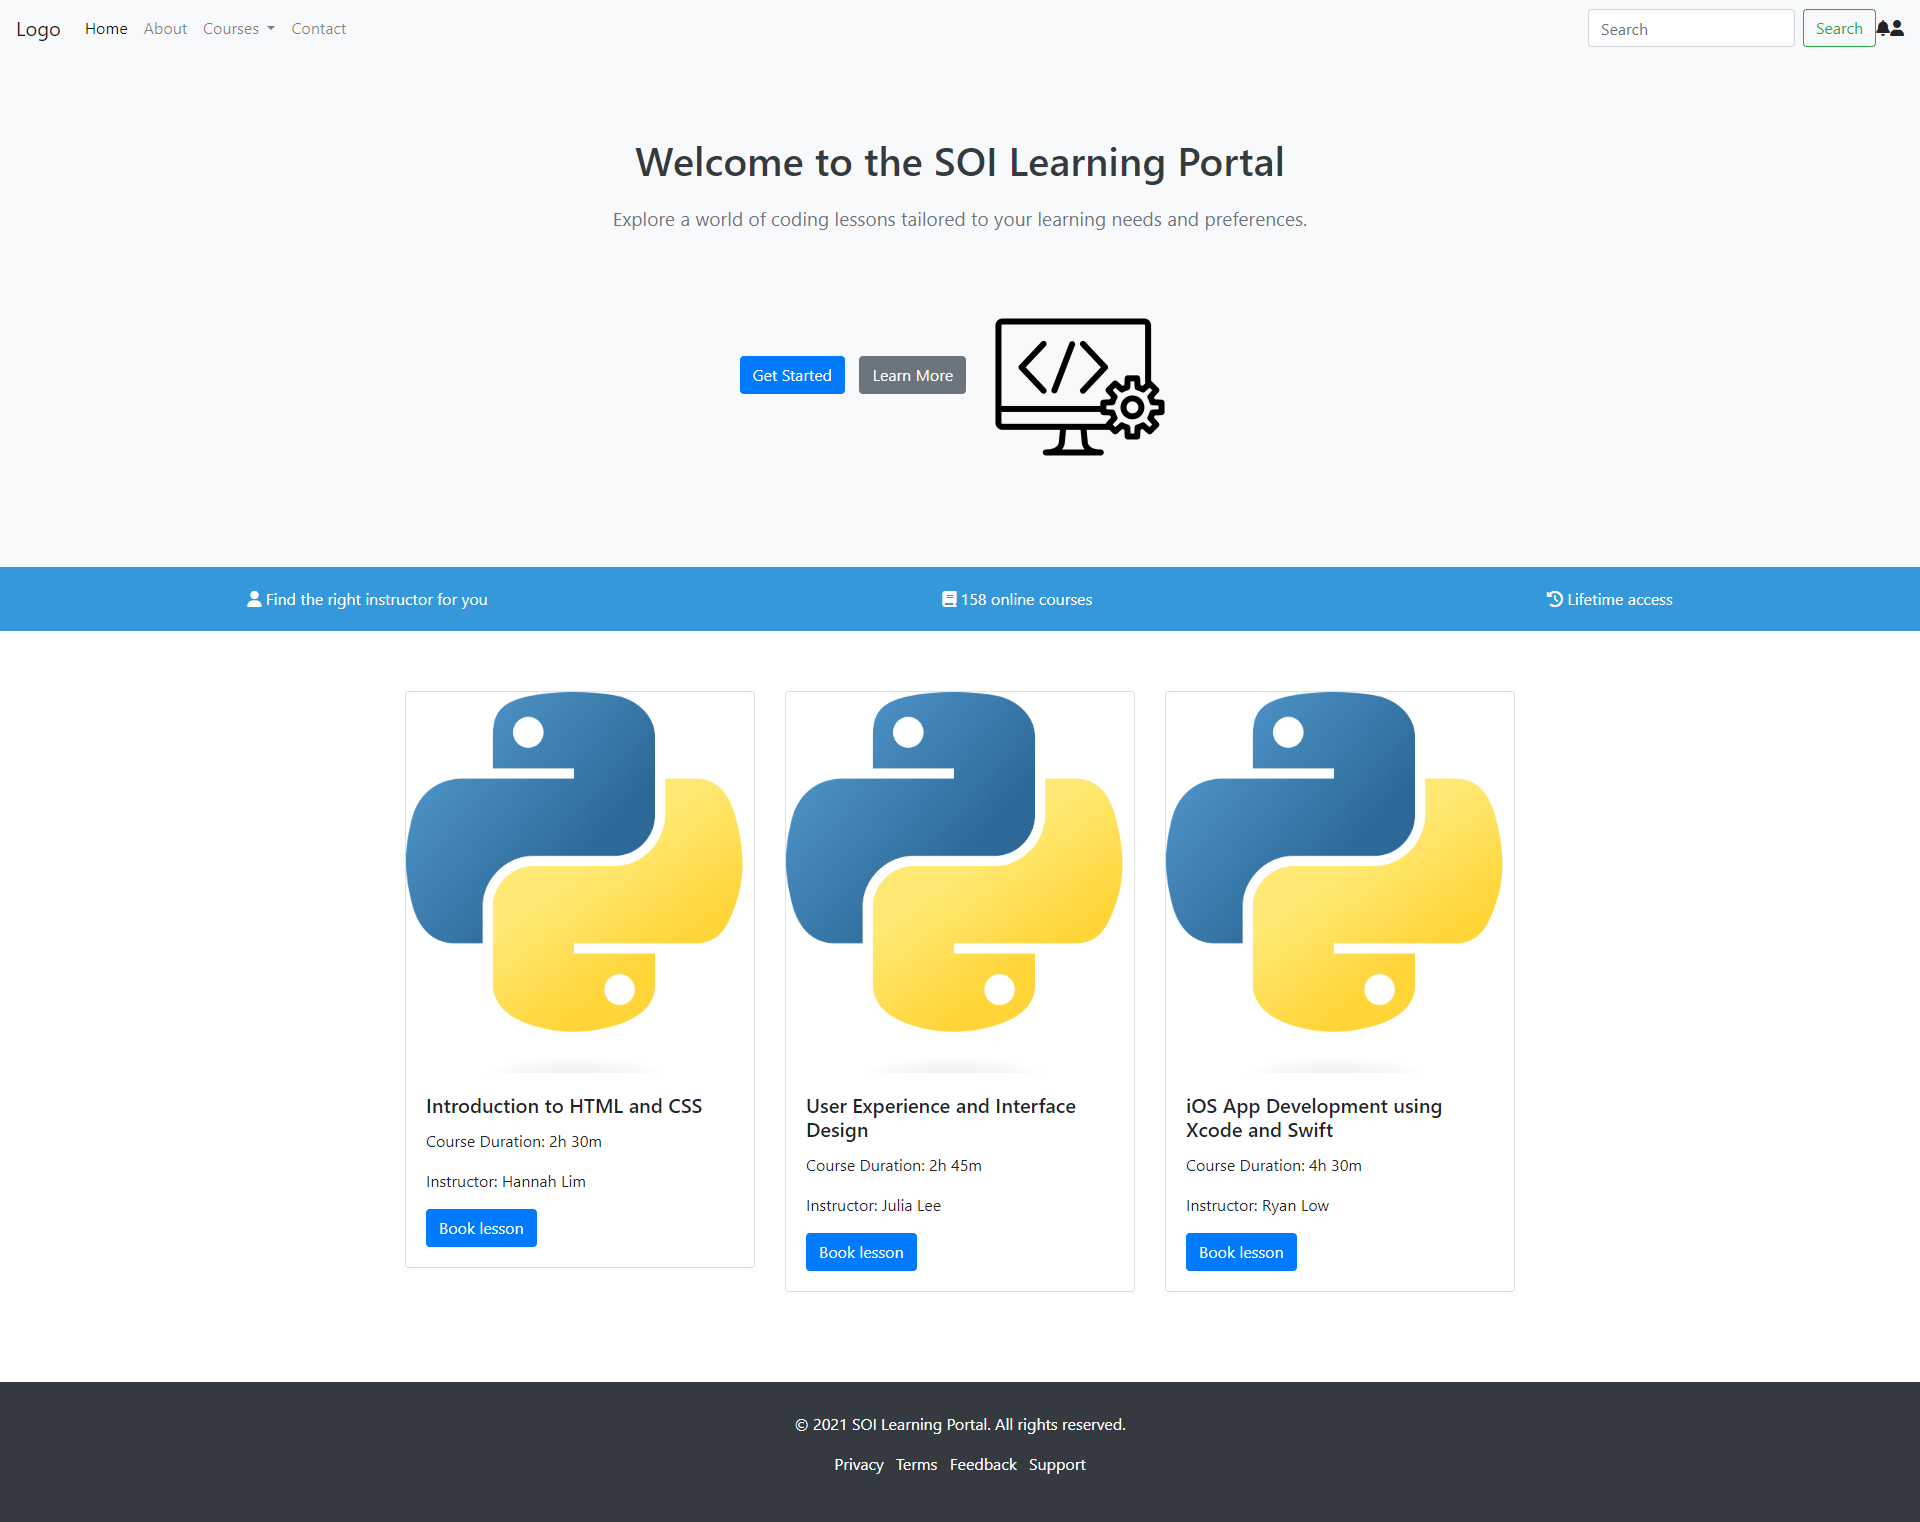 Logo Home About Courses Contact Search Search
Welcome to the SOI Learning Portal
Explore a world of coding lessons tailored to your learning needs and preferences.
Get Started Learn More
</>
Find the right instructor for you 158 online courses Lifetime access
Introduction to HTML and CSS
Course Duration: 2h 30m
Instructor: Hannah Lim
Book lesson
User Experience and Interface
Design
Course Duration: 2h 45m
Instructor: Julia Lee
Book lesson
iOS App Development using
Xcode and Swift
Course Duration: 4h 30m
Instructor: Ryan Low
Book lesson
© 2021 SOI Learning Portal. All rights reserved.
Privacy Terms Feedback Support